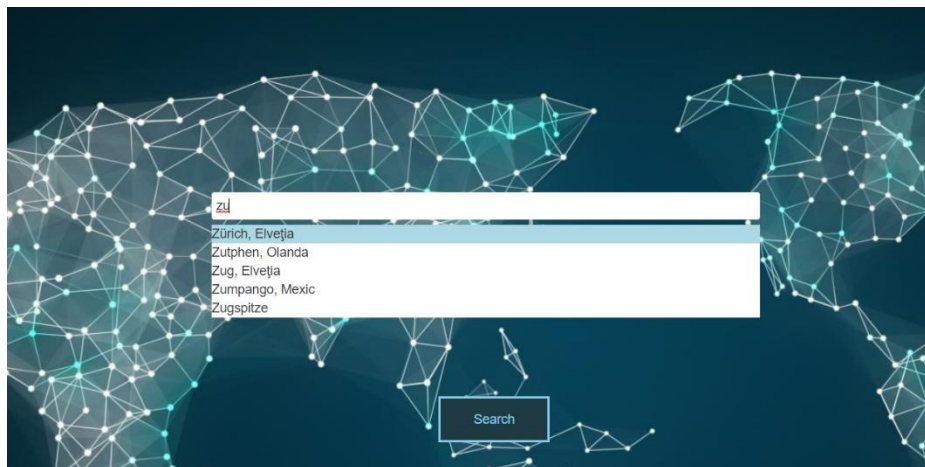 zu
Zürich, Elveţia
Zutphen, Olanda
Zug, Elveţia
Zumpango, Mexic
Zugspitze
Search